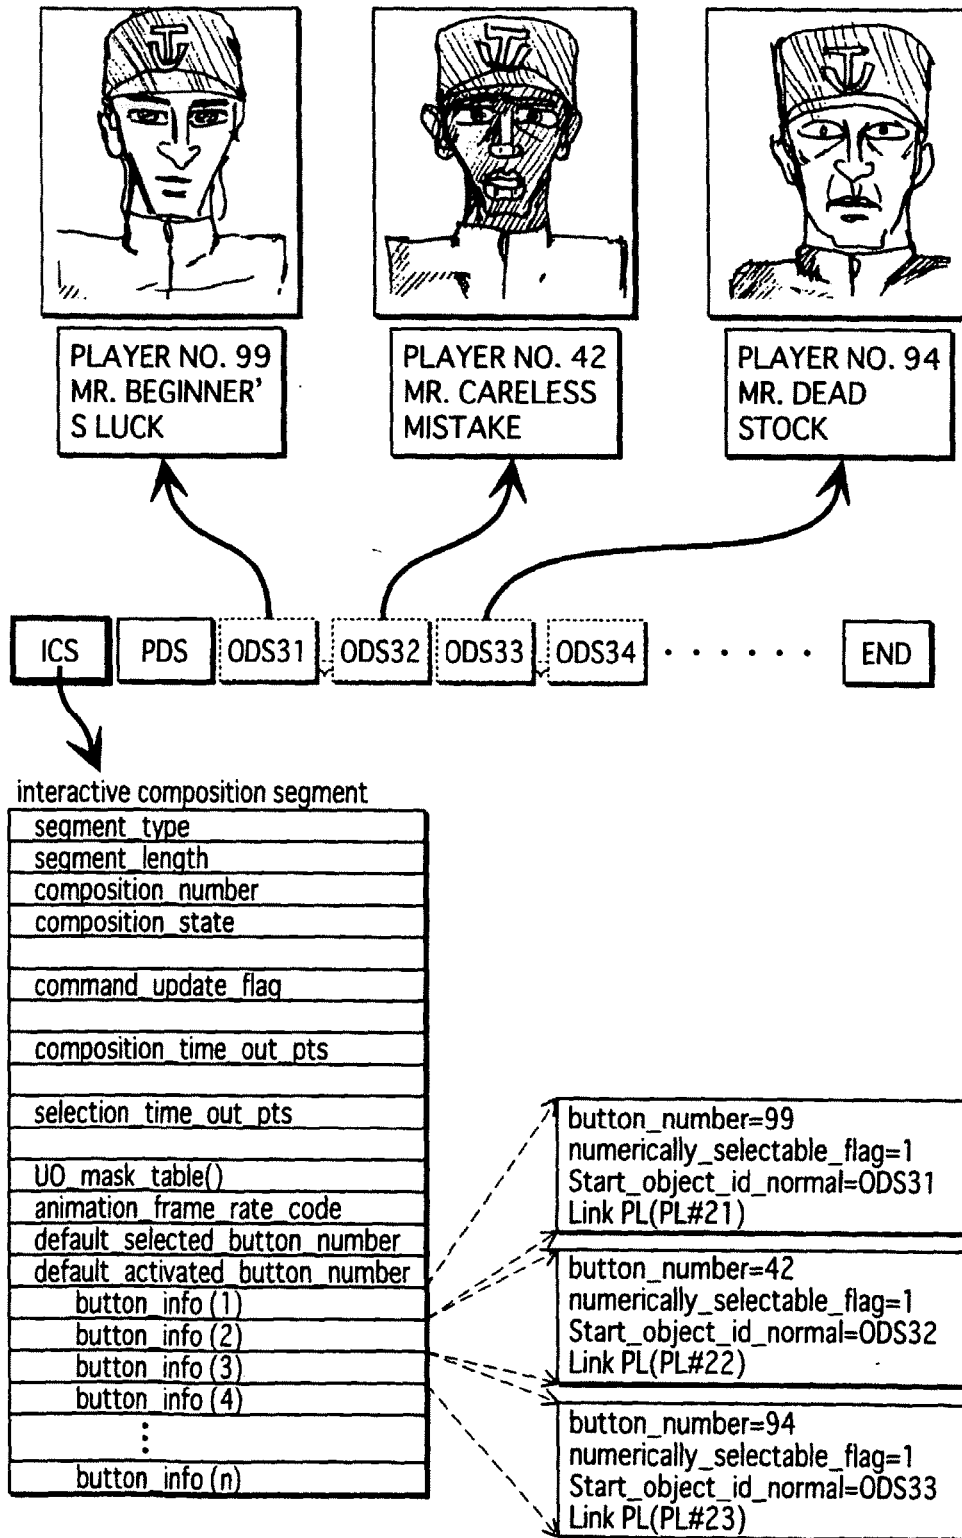 PLAYER NO. 99
MR. BEGINNER'
S LUCK
PLAYER NO. 42
MR. CARELESS
MISTAKE
PLAYER NO. 94
MR. DEAD
STOCK
ICS
PDS
ODS31
ODS32
ODS33
ODS34
· · · · · ·
END
interactive composition segment
segment_type
segment_length
composition_number
composition_state
command_update_flag
composition_time_out_pts
selection_time_out_pts
UO_mask_table()
animation_frame_rate_code
default_selected_button_number
default_activated_button_number
button_info (1)
button_info (2)
button_info (3)
button_info (4)
⋮
button_info (n)
button_number=99
numerically_selectable_flag=1
Start_object_id_normal=ODS31
Link PL(PL#21)
button_number=42
numerically_selectable_flag=1
Start_object_id_normal=ODS32
Link PL(PL#22)
button_number=94
numerically_selectable_flag=1
Start_object_id_normal=ODS33
Link PL(PL#23)